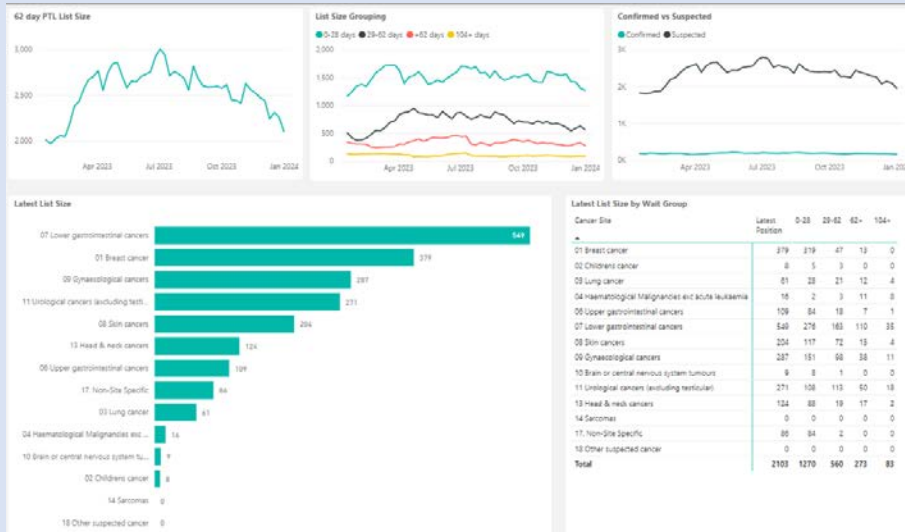 62 day PTL List Size
3,000
2,500
2,000
Apr 2023 Jul 2023 Oct 2023 Jan 2024
List Size Grouping
0-28 days 29-62 days >62 days 104+ days
2,000
1,500
1,000
500
0
Apr 2023 Jul 2023 Oct 2023 Jan 2024
Confirmed vs Suspected
Confirmed Suspected
3K
2K
1K
0K
Apr 2023 Jul 2023 Oct 2023 Jan 202
Latest List Size
07 Lower gastrointestinal cancers 549
01 Breast cancer 379
09 Gynaecological cancers 287
11 Urological cancers (excluding testi... 271
08 Skin cancers 204
13 Head & neck cancers 124
06 Upper gastrointestinal cancers 109
17. Non-Site Specific 86
03 Lung cancer 61
04 Haematological Malignancies exc ... 16
10 Brain or central nervous system tu... 9
02 Childrens cancer 8
14 Sarcomas 0
18 Other suspected cancer 0
Latest List Size by Wait Group
Cancer Site Latest Position 0-28 28-62 62+ 104+
01 Breast cancer 379 319 47 13 0
02 Childrens cancer 8 5 3 0 0
03 Lung cancer 61 28 21 12 4
04 Haematological Malignancies exc acute leukaemia 16 2 3 11 8
06 Upper gastrointestinal cancers 109 84 18 7 1
07 Lower gastrointestinal cancers 549 276 163 110 35
08 Skin cancers 204 117 72 15 4
09 Gynaecological cancers 287 151 98 38 11
10 Brain or central nervous system tumours 9 8 1 0 0
11 Urological cancers (excluding testicular) 271 108 113 50 18
13 Head & neck cancers 124 88 19 17 2
14 Sarcomas 0 0 0 0 0
17. Non-Site Specific 86 84 2 0 0
18 Other suspected cancer 0 0 0 0 0
Total 2103 1270 560 273 83